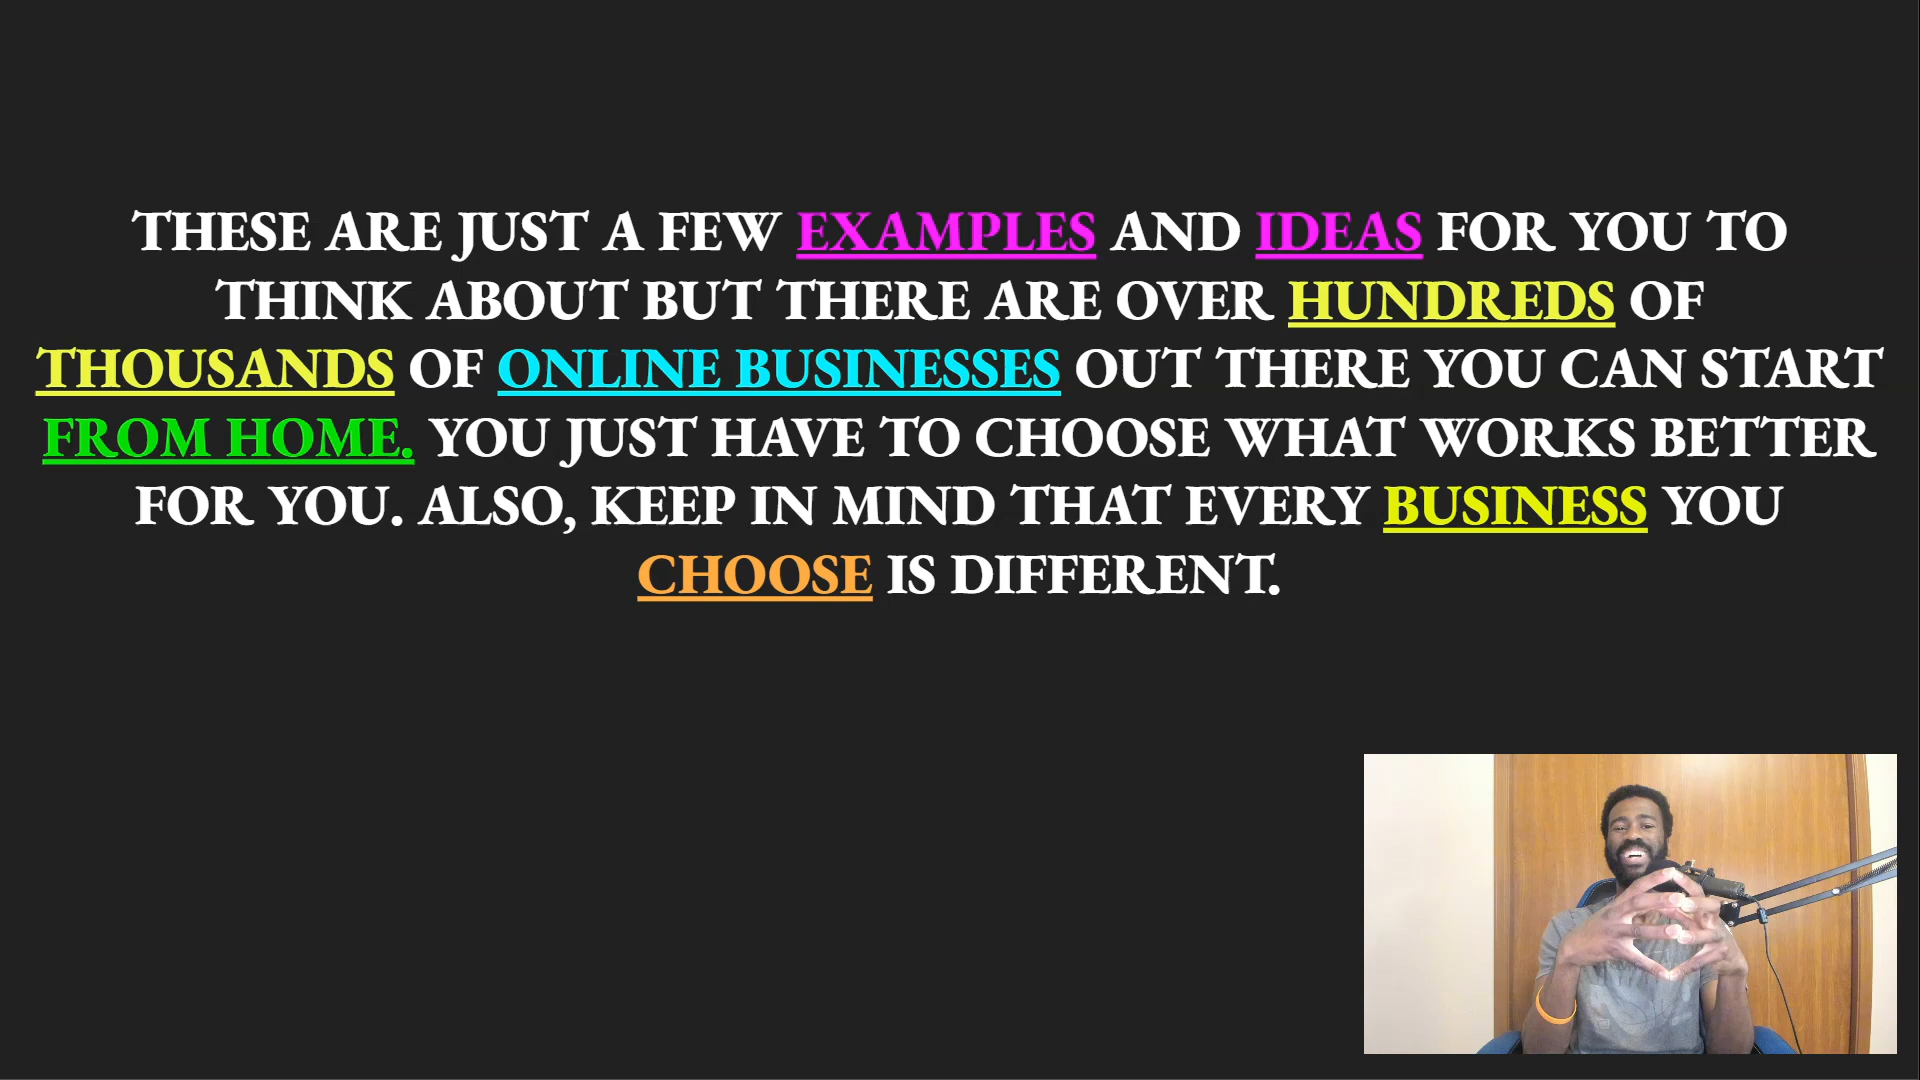 THESE ARE JUST A FEW EXAMPLES AND IDEAS FOR YOU TO
THINK ABOUT BUT THERE ARE OVER HUNDREDS OF
THOUSANDS OF ONLINE BUSINESSES OUT THERE YOU CAN START
FROM HOME. YOU JUST HAVE TO CHOOSE WHAT WORKS BETTER
FOR YOU. ALSO, KEEP IN MIND THAT EVERY BUSINESS YOU
CHOOSE IS DIFFERENT.